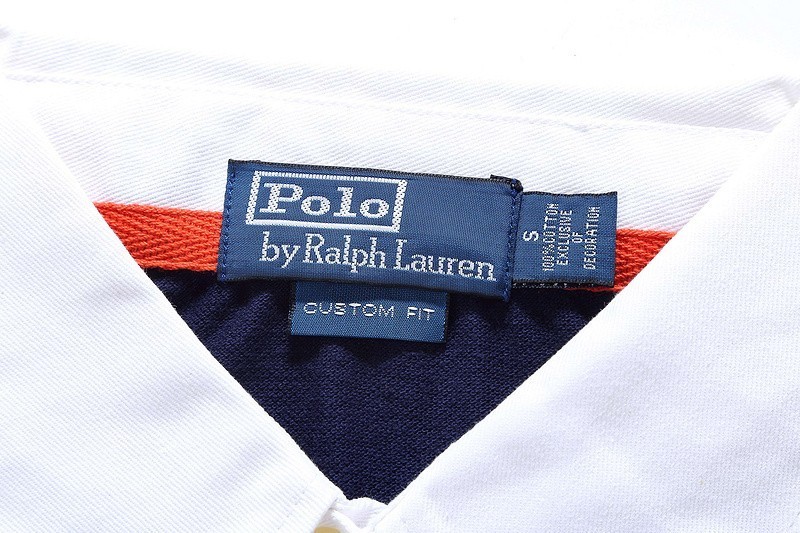 Polo
by Ralph Lauren
CUSTOM FIT
S
100% COTTON
EXCLUSIVE
OF
DECORATION